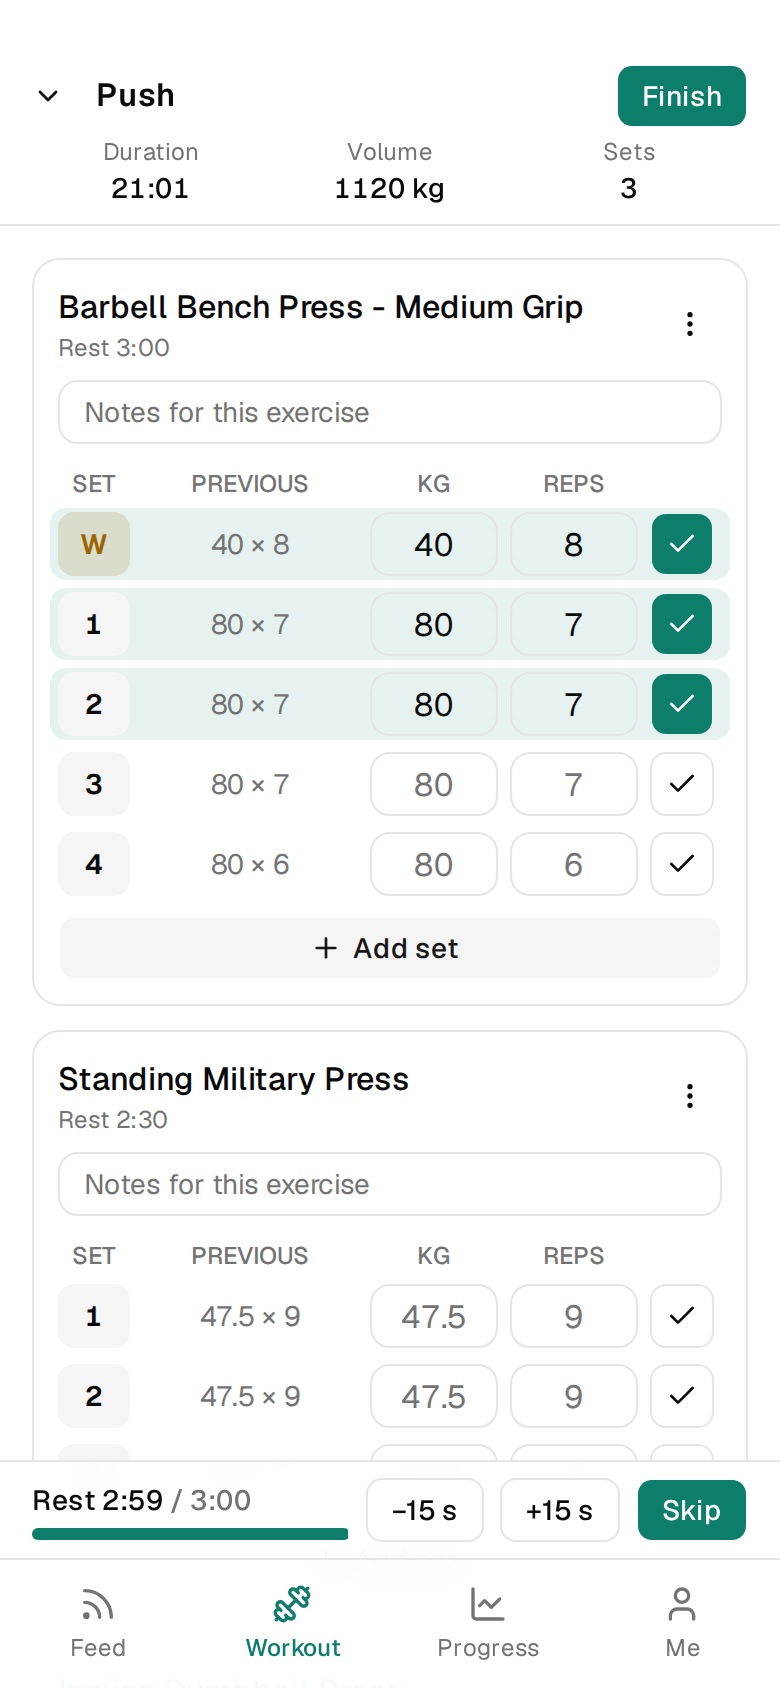 Push
Finish
Duration Volume Sets
21:01 1120 kg 3
Barbell Bench Press - Medium Grip
Rest 3:00
Notes for this exercise
SET PREVIOUS KG REPS
W 40 × 8 40 8
1 80 × 7 80 7
2 80 × 7 80 7
3 80 × 7 80 7
4 80 × 6 80 6
+ Add set
Standing Military Press
Rest 2:30
Notes for this exercise
SET PREVIOUS KG REPS
1 47.5 × 9 47.5 9
2 47.5 × 9 47.5 9
Rest 2:59 / 3:00
−15 s
+15 s
Skip
Feed Workout Progress Me